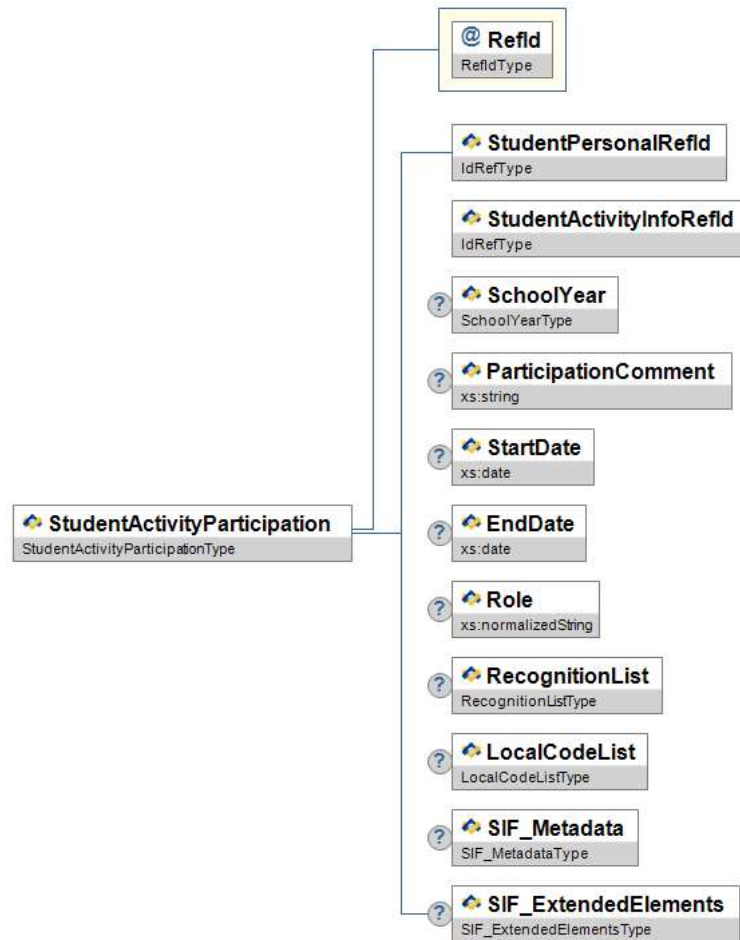 @ RefId
RefIdType
StudentPersonalRefId
IdRefType
StudentActivityInfoRefId
IdRefType
? SchoolYear
SchoolYearType
? ParticipationComment
xs:string
? StartDate
xs:date
StudentActivityParticipation
StudentActivityParticipationType
? EndDate
xs:date
? Role
xs:normalizedString
? RecognitionList
RecognitionListType
? LocalCodeList
LocalCodeListType
? SIF_Metadata
SIF_MetadataType
? SIF_ExtendedElements
SIF_ExtendedElementsType